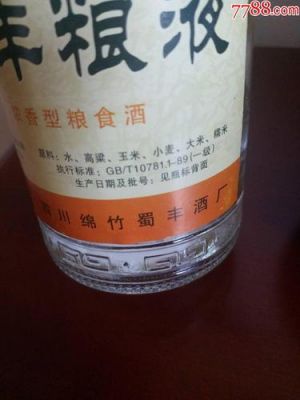 7788.com
丰粮液
浓香型粮食酒
原料：水、高粱、玉米、小麦、大米、糯米
执行标准：GB/T10781.1-89（一级）
生产日期及批号：见瓶标背面
四川绵竹蜀丰酒厂